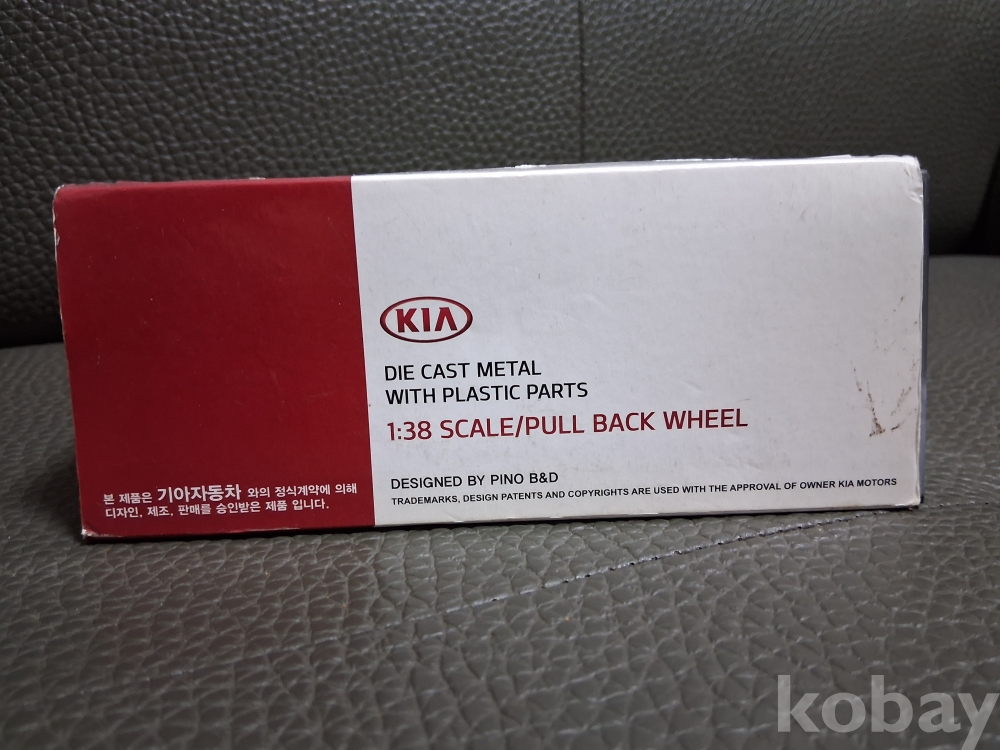 KIA
DIE CAST METAL
WITH PLASTIC PARTS
1:38 SCALE/PULL BACK WHEEL
DESIGNED BY PINO B&D
TRADEMARKS, DESIGN PATENTS AND COPYRIGHTS ARE USED WITH THE APPROVAL OF OWNER KIA MOTORS
본 제품은 기아자동차 와의 정식계약에 의해
디자인, 제조, 판매를 승인받은 제품 입니다.
kobay